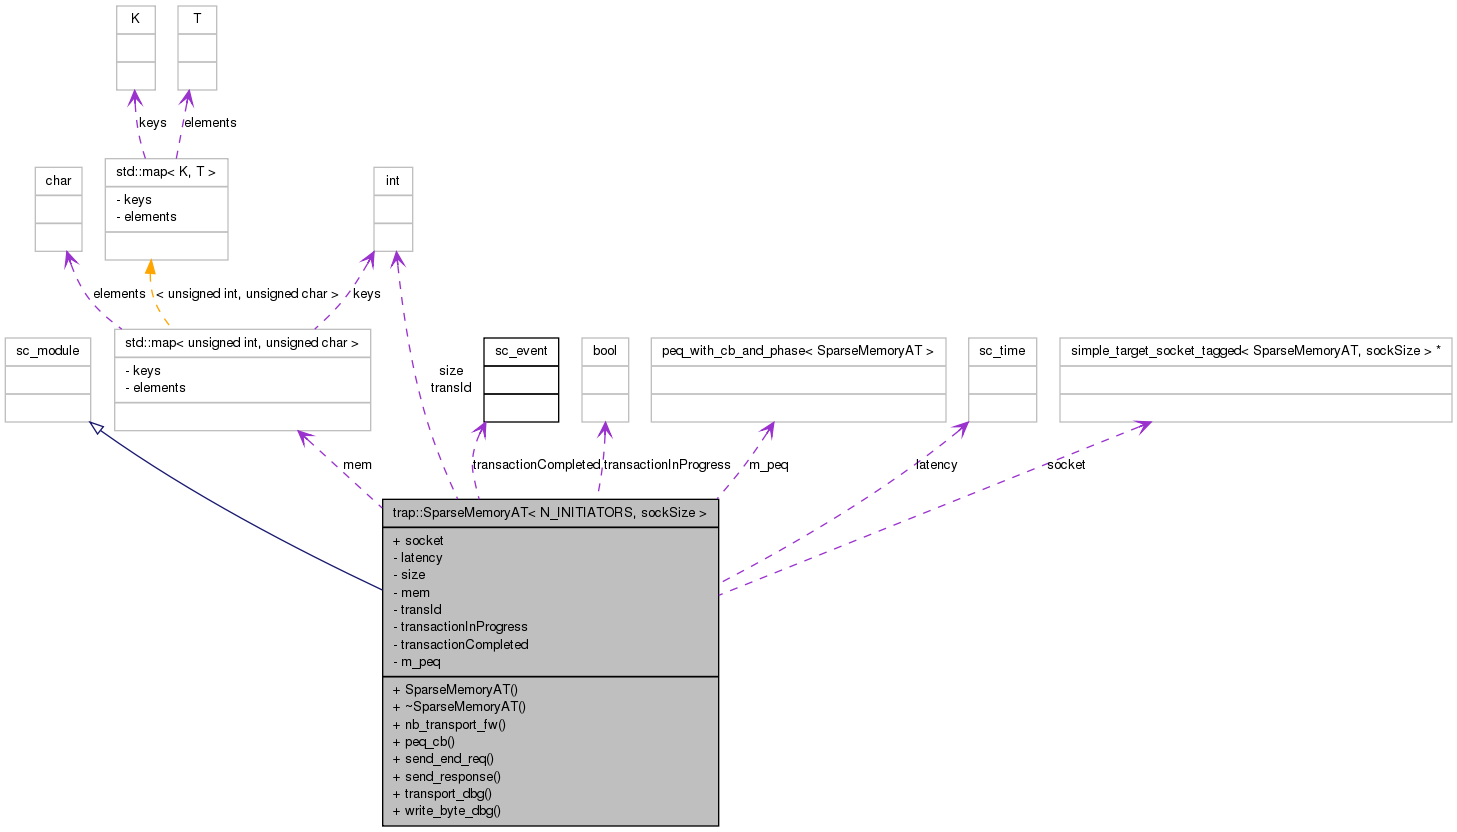 K
T
keys
elements
std::map< K, T >
- keys
- elements
char
int
elements
< unsigned int, unsigned char >
keys
std::map< unsigned int, unsigned char >
- keys
- elements
sc_module
sc_event
bool
peq_with_cb_and_phase< SparseMemoryAT >
sc_time
simple_target_socket_tagged< SparseMemoryAT, sockSize > *
size
transId
mem
transactionCompleted
transactionInProgress
m_peq
latency
socket
trap::SparseMemoryAT< N_INITIATORS, sockSize >
+ socket
- latency
- size
- mem
- transId
- transactionInProgress
- transactionCompleted
- m_peq
+ SparseMemoryAT()
+ ~SparseMemoryAT()
+ nb_transport_fw()
+ peq_cb()
+ send_end_req()
+ send_response()
+ transport_dbg()
+ write_byte_dbg()